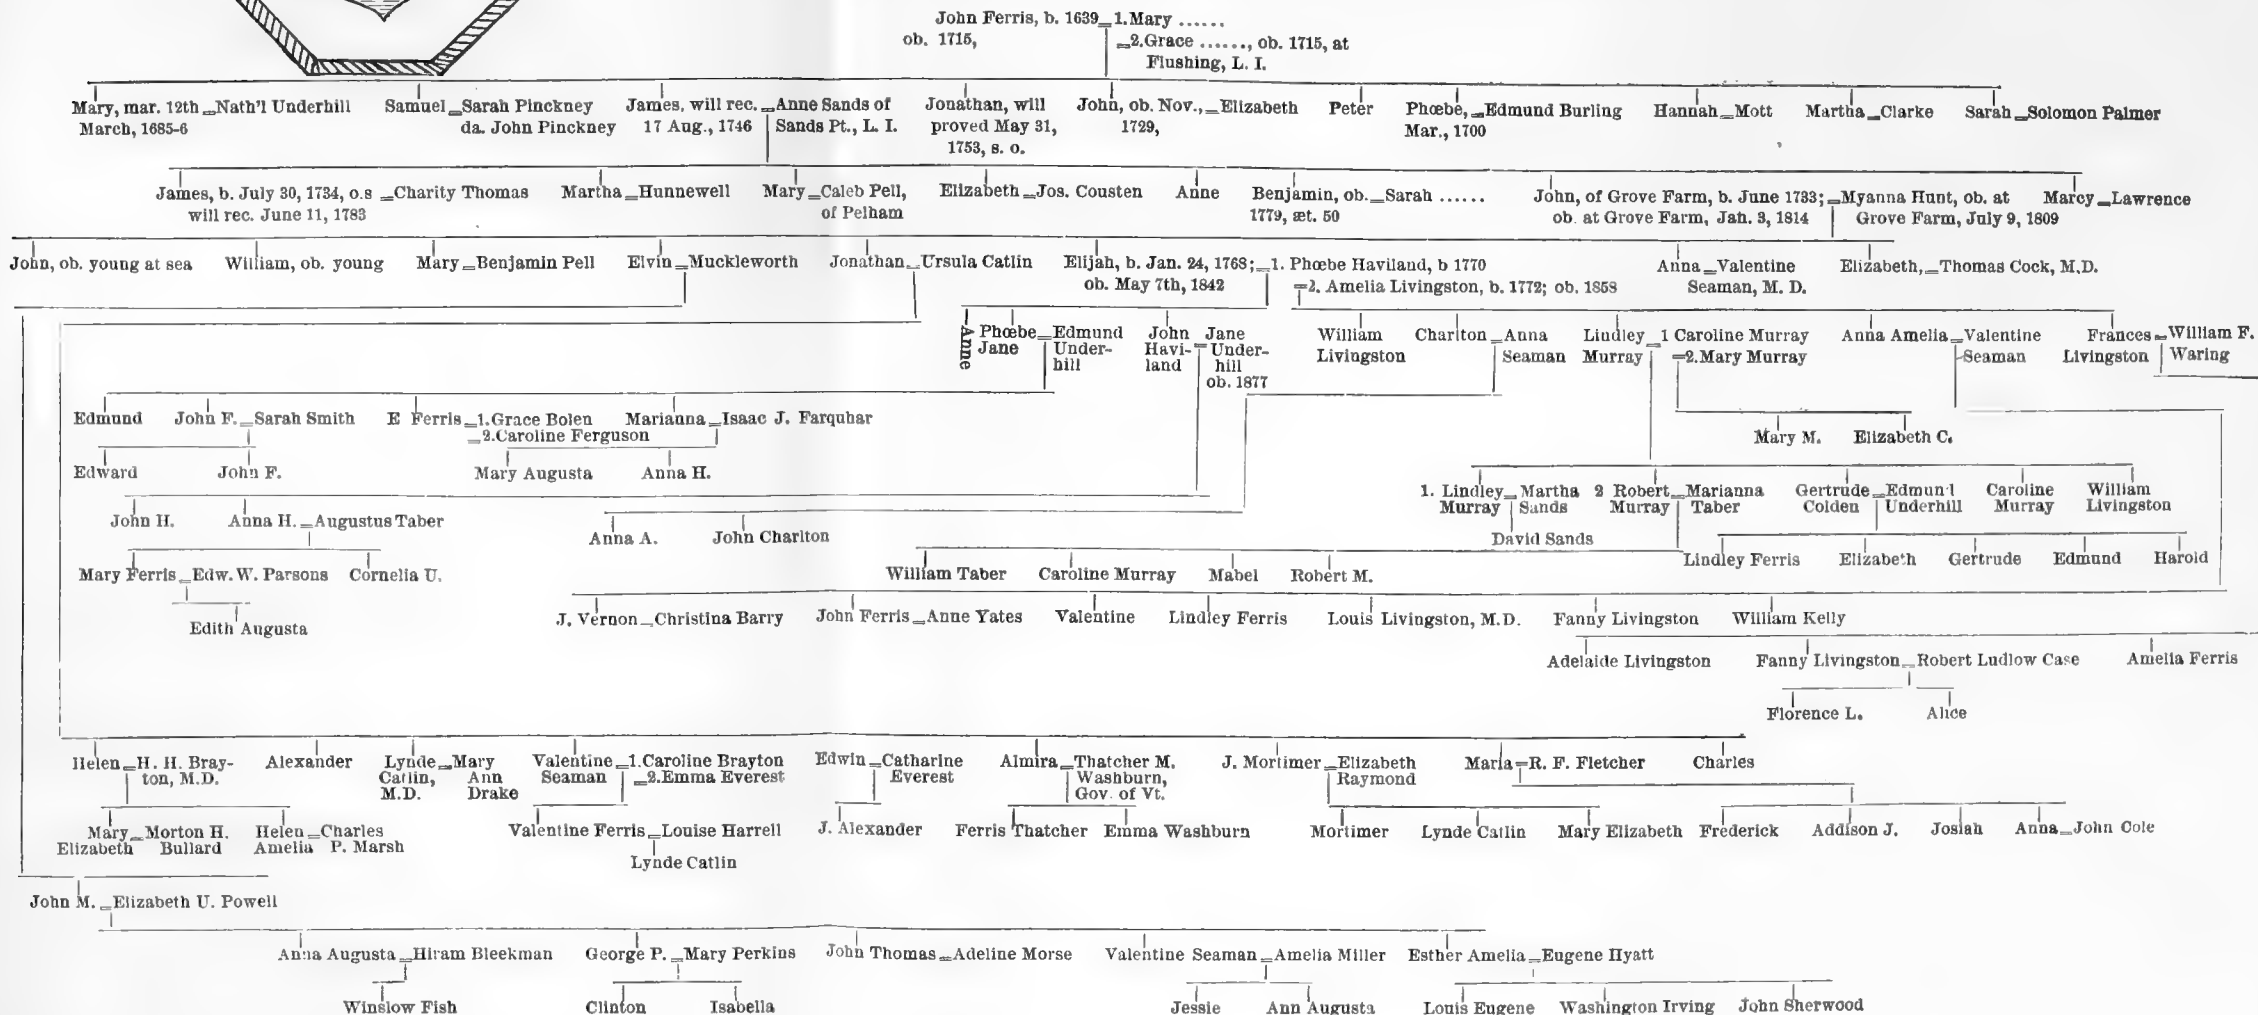 John Ferris, b. 1639=1.Mary ......
ob. 1715,
=2.Grace ......, ob. 1715, at
Flushing, L. I.
Mary, mar. 12th=Nath'l Underhill
March, 1685-6
Samuel=Sarah Pinckney
da. John Pinckney
James, will rec.=Anne Sands of
17 Aug., 1746
Sands Pt., L. I.
Jonathan, will
proved May 31,
1753, s. o.
John, ob. Nov.,=Elizabeth
1729,
Peter
Phœbe,=Edmund Burling
Mar., 1700
Hannah=Mott
Martha=Clarke
Sarah=Solomon Palmer
James, b. July 30, 1734, o.s=Charity Thomas
will rec. June 11, 1783
Martha=Hunnewell
Mary=Caleb Pell,
of Pelham
Elizabeth=Jos. Cousten
Anne
Benjamin, ob.=Sarah ......
1779, æt. 50
John, of Grove Farm, b. June 1733;=Myanna Hunt, ob. at
ob. at Grove Farm, Jan. 3, 1814
Grove Farm, July 9, 1809
Marcy=Lawrence
John, ob. young at sea
William, ob. young
Mary=Benjamin Pell
Elvin=Muckleworth
Jonathan=Ursula Catlin
Elijah, b. Jan. 24, 1768;=1. Phœbe Haviland, b 1770
ob. May 7th, 1842
=2. Amelia Livingston, b. 1772; ob. 1858
Anna=Valentine
Seaman, M. D.
Elizabeth,=Thomas Cock, M.D.
Anne
Phœbe=Edmund
Jane
Under-
hill
John
Havi-
land
=
Jane
Under-
hill
ob. 1877
William
Livingston
Charlton=Anna
Seaman
Lindley=1 Caroline Murray
Murray
=2.Mary Murray
Anna Amelia=Valentine
Seaman
Frances=William F.
Livingston
Waring
Edmund
John F.=Sarah Smith
E Ferris=1.Grace Bolen
=2.Caroline Ferguson
Marianna=Isaac J. Farquhar
Mary M.
Elizabeth C.
Edward
John F.
Mary Augusta
Anna H.
1. Lindley=Martha
Murray
Sands
2 Robert=Marianna
Murray
Taber
Gertrude=Edmund
Colden
Underhill
Caroline
Murray
William
Livingston
John H.
Anna H.=Augustus Taber
Anna A.
John Charlton
David Sands
Lindley Ferris
Elizabeth
Gertrude
Edmund
Harold
Mary Ferris=Edw. W. Parsons
Cornelia U.
William Taber
Caroline Murray
Mabel
Robert M.
Edith Augusta
J. Vernon=Christina Barry
John Ferris=Anne Yates
Valentine
Lindley Ferris
Louis Livingston, M.D.
Fanny Livingston
William Kelly
Adelaide Livingston
Fanny Livingston=Robert Ludlow Case
Amelia Ferris
Florence L.
Alice
Helen=H. H. Bray-
ton, M.D.
Alexander
Lynde=Mary
Catlin,
Ann
M.D.
Drake
Valentine=1.Caroline Brayton
Seaman
=2.Emma Everest
Edwin=Catharine
Everest
Almira=Thatcher M.
Washburn,
Gov. of Vt.
J. Mortimer=Elizabeth
Raymond
Maria=R. F. Fletcher
Charles
Mary=Morton H.
Elizabeth
Bullard
Helen=Charles
Amelia
P. Marsh
Valentine Ferris=Louise Harrell
J. Alexander
Ferris Thatcher
Emma Washburn
Mortimer
Lynde Catlin
Mary Elizabeth
Frederick
Addison J.
Josiah
Anna=John Cole
Lynde Catlin
John M.=Elizabeth U. Powell
Anna Augusta=Hiram Bleekman
George P.=Mary Perkins
John Thomas=Adeline Morse
Valentine Seaman=Amelia Miller
Esther Amelia=Eugene Hyatt
Winslow Fish
Clinton
Isabella
Jessie
Ann Augusta
Louis Eugene
Washington Irving
John Sherwood